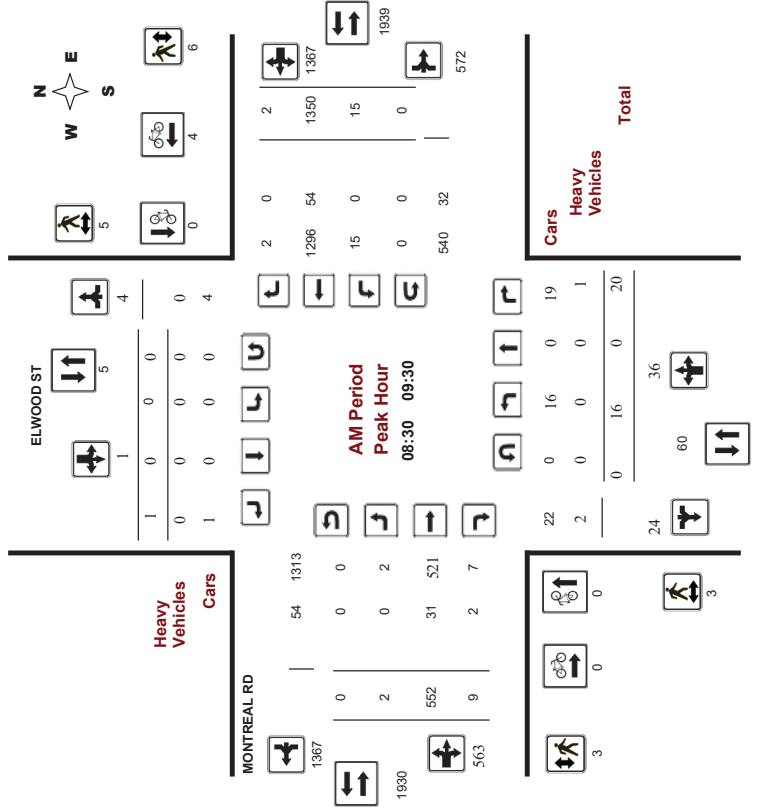 N
W E
S
ELWOOD ST
5
6
4
0
5
1
4
1 0 0 0
0 0 0 0 0
1 0 0 0 4
Heavy
Vehicles
Cars
MONTREAL RD
1367
1930
563
54 1313
0 0 0
2 0 2
552 31 521
9 2 7
AM Period
Peak Hour
08:30 09:30
2 0 2
1296 54 1350
15 0 15
0 0 0
540 32
1367
1939
572
22 0 16 0 19 Cars
2 0 0 0 1 Heavy
Vehicles
0 16 0 20 Total
24
60
36
0
0
3
3